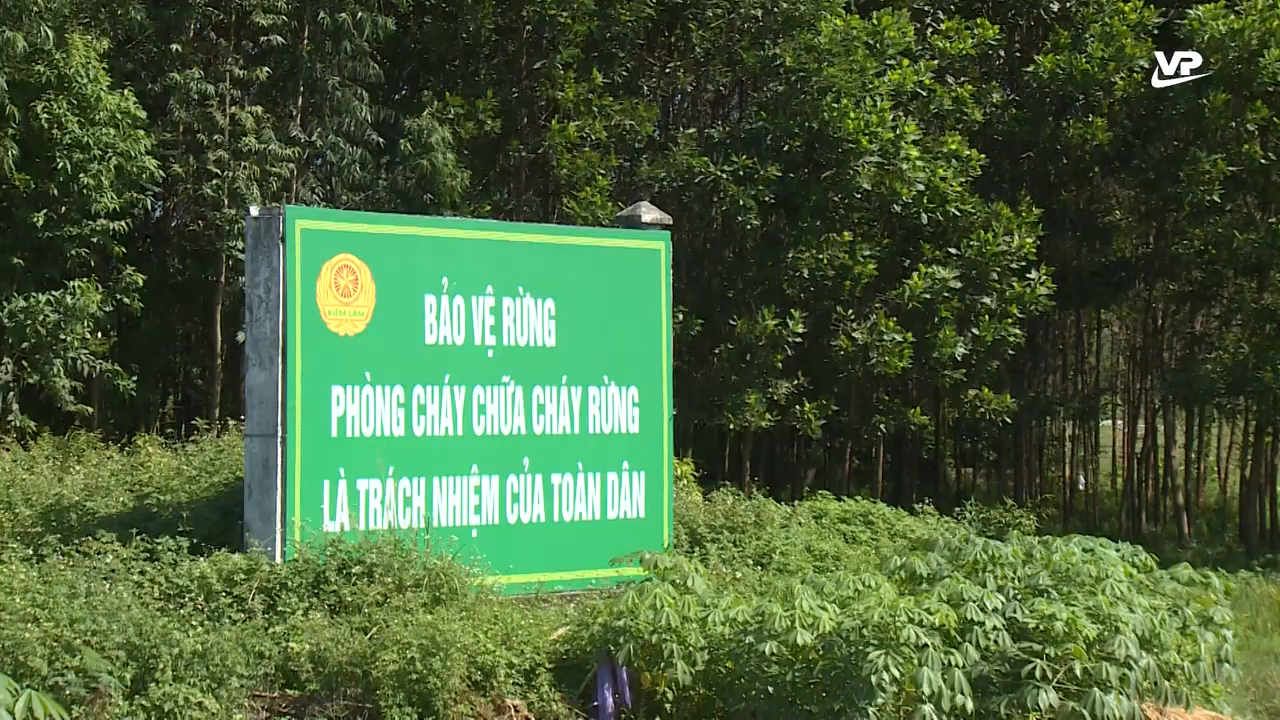 VP
KIỂM LÂM
BẢO VỆ RỪNG
PHÒNG CHÁY CHỮA CHÁY RỪNG
LÀ TRÁCH NHIỆM CỦA TOÀN DÂN